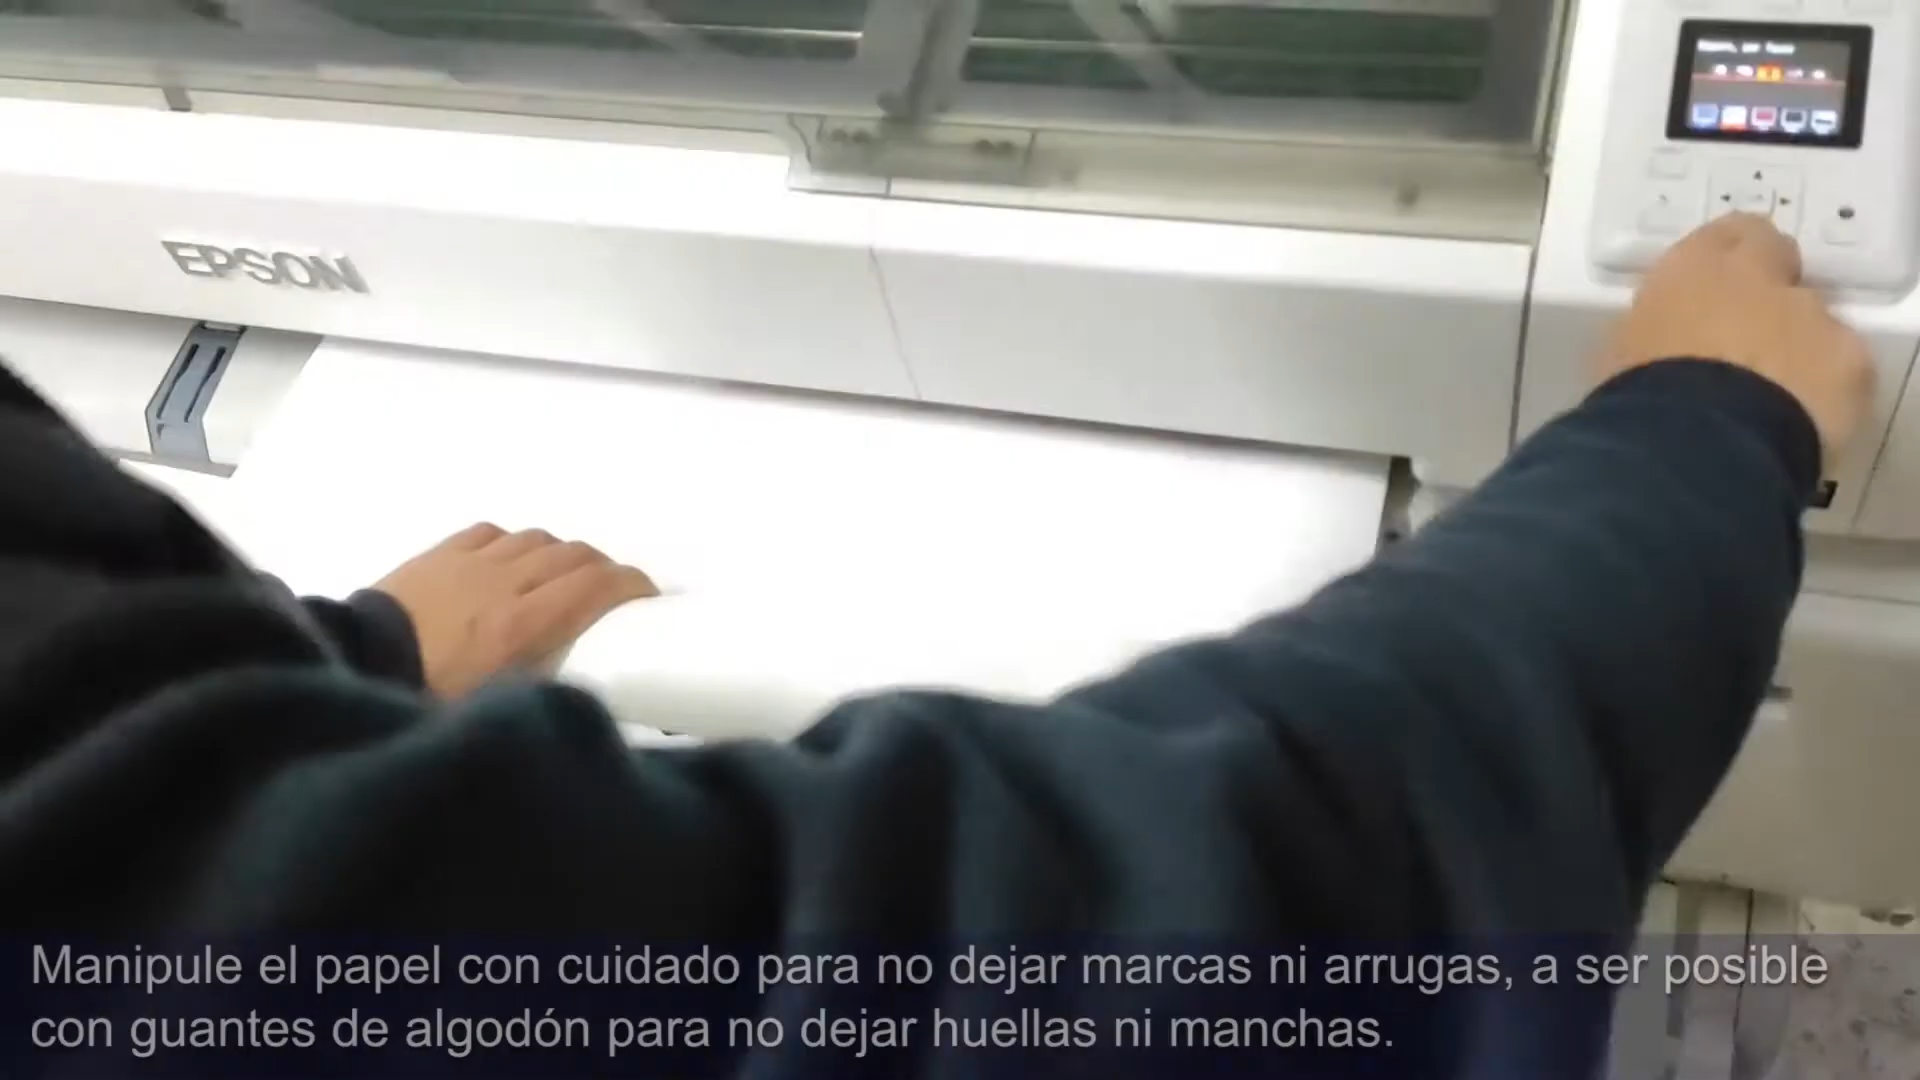 EPSON
Manipule el papel con cuidado para no dejar marcas ni arrugas, a ser posible
con guantes de algodón para no dejar huellas ni manchas.